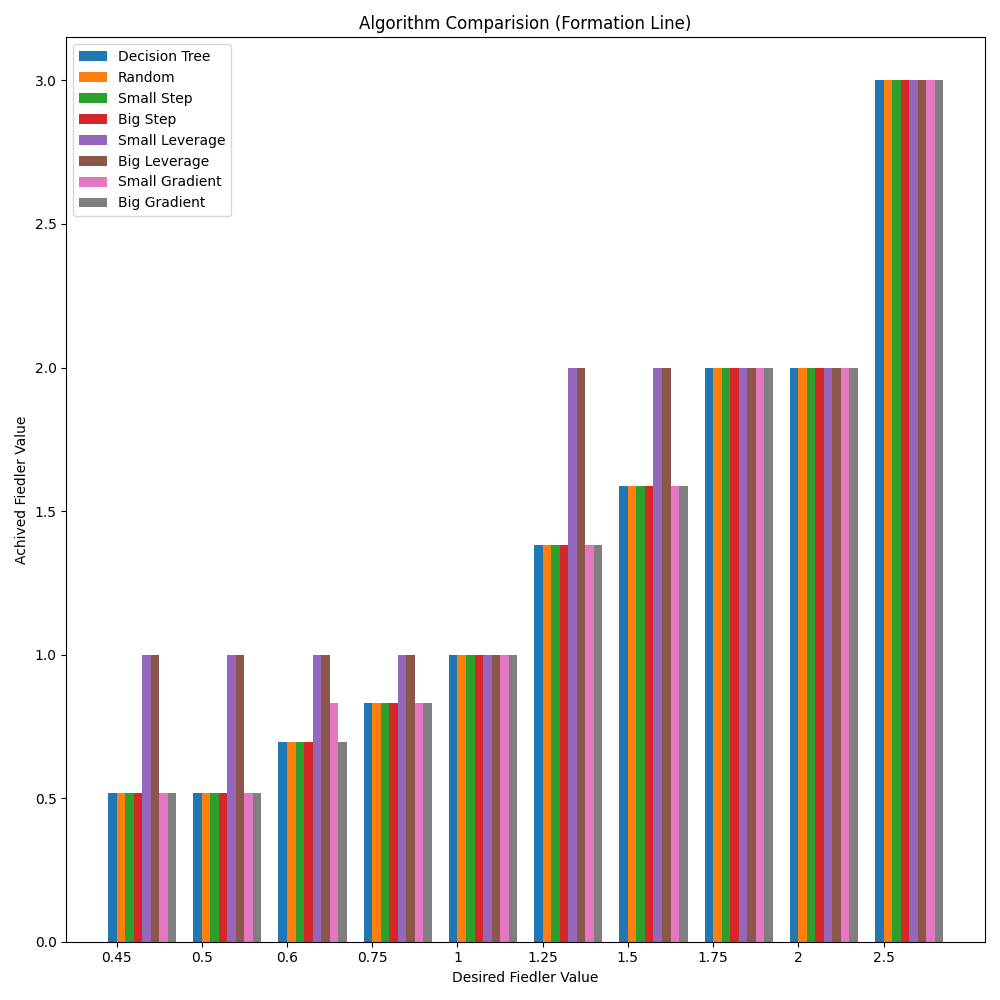 Algorithm Comparision (Formation Line)
Decision Tree
Random
Small Step
Big Step
Small Leverage
Big Leverage
Small Gradient
Big Gradient
Achived Fiedler Value
3.0
2.5
2.0
1.5
1.0
0.5
0.0
0.45 0.5 0.6 0.75 1 1.25 1.5 1.75 2 2.5
Desired Fiedler Value